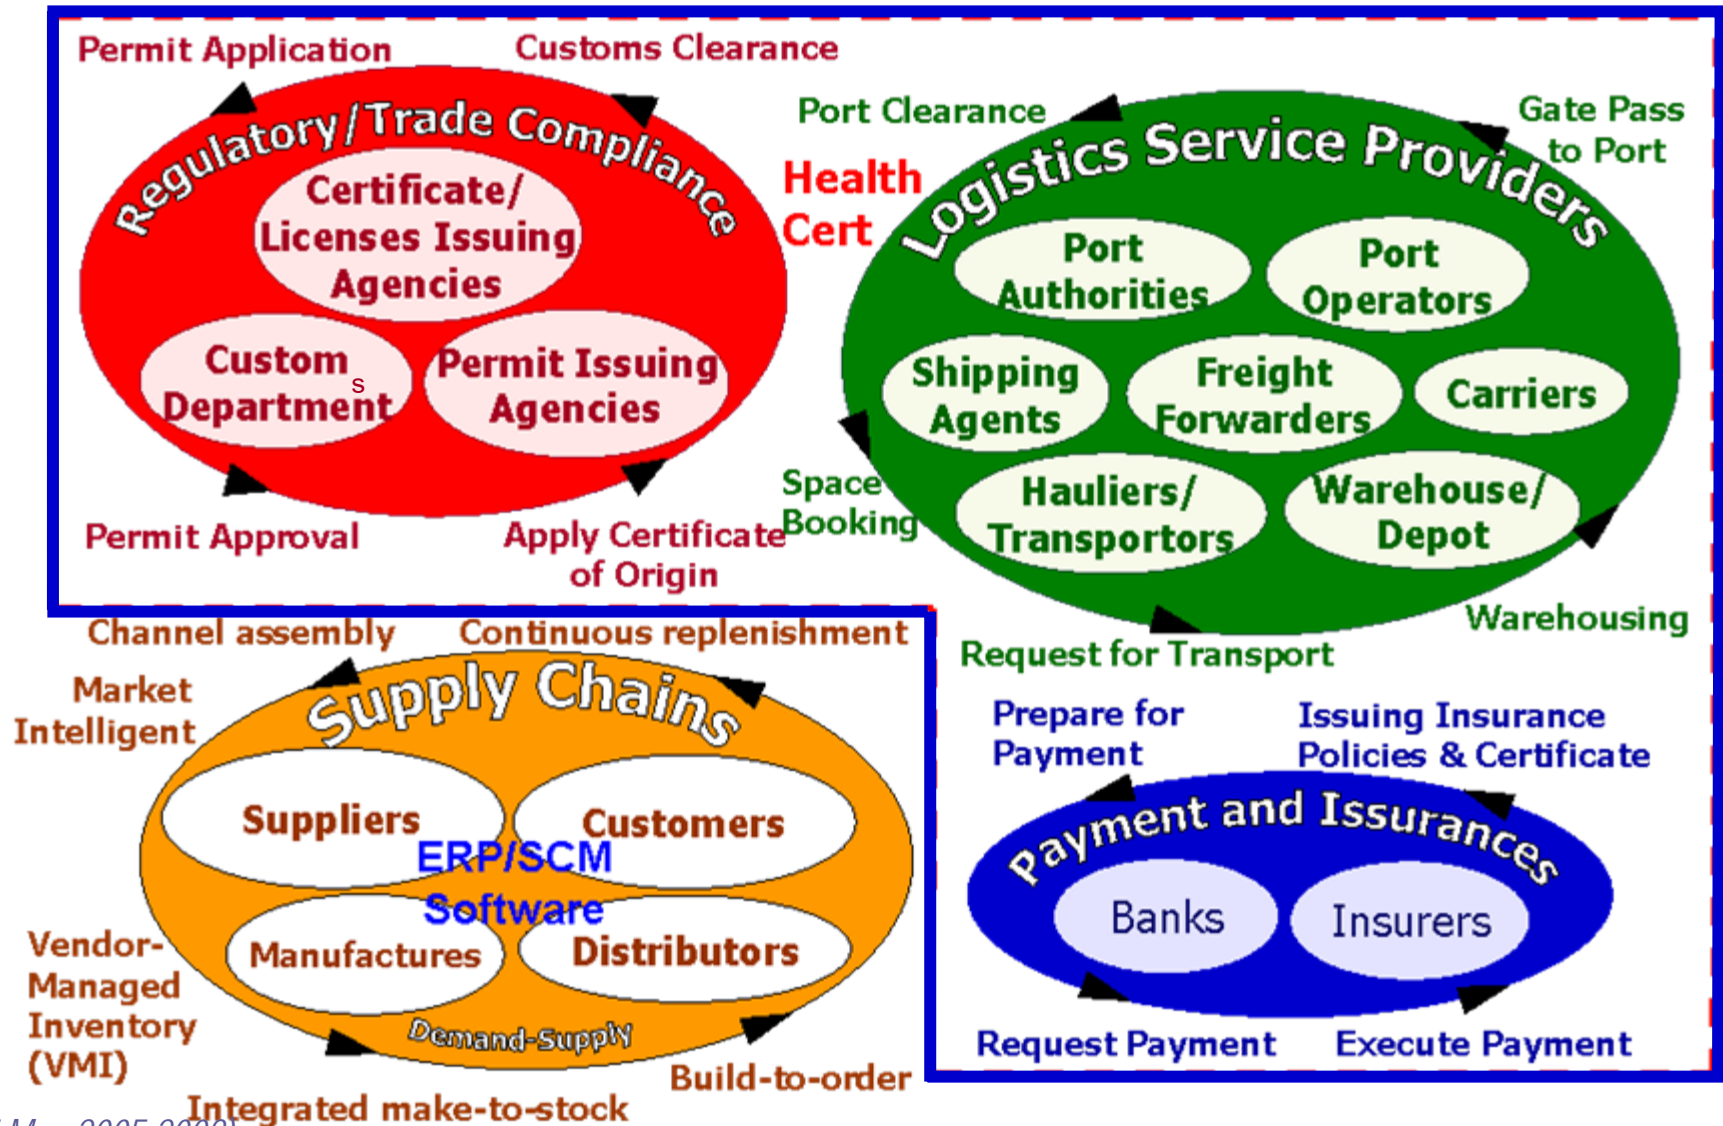 Permit Application
Customs Clearance
Regulatory/Trade Compliance
Certificate/
Licenses Issuing
Agencies
Custom
s
Department
Permit Issuing
Agencies
Permit Approval
Apply Certificate
of Origin
Health
Cert
Port Clearance
Gate Pass
to Port
Logistics Service Providers
Port
Authorities
Port
Operators
Shipping
Agents
Freight
Forwarders
Carriers
Hauliers/
Transportors
Warehouse/
Depot
Space
Booking
Request for Transport
Warehousing
Channel assembly
Continuous replenishment
Market
Intelligent
Supply Chains
Suppliers
Customers
ERP/SCM
Software
Manufactures
Distributors
Demand-Supply
Vendor-
Managed
Inventory
(VMI)
Integrated make-to-stock
Build-to-order
Prepare for
Payment
Issuing Insurance
Policies & Certificate
Payment and Issurances
Banks
Insurers
Request Payment
Execute Payment